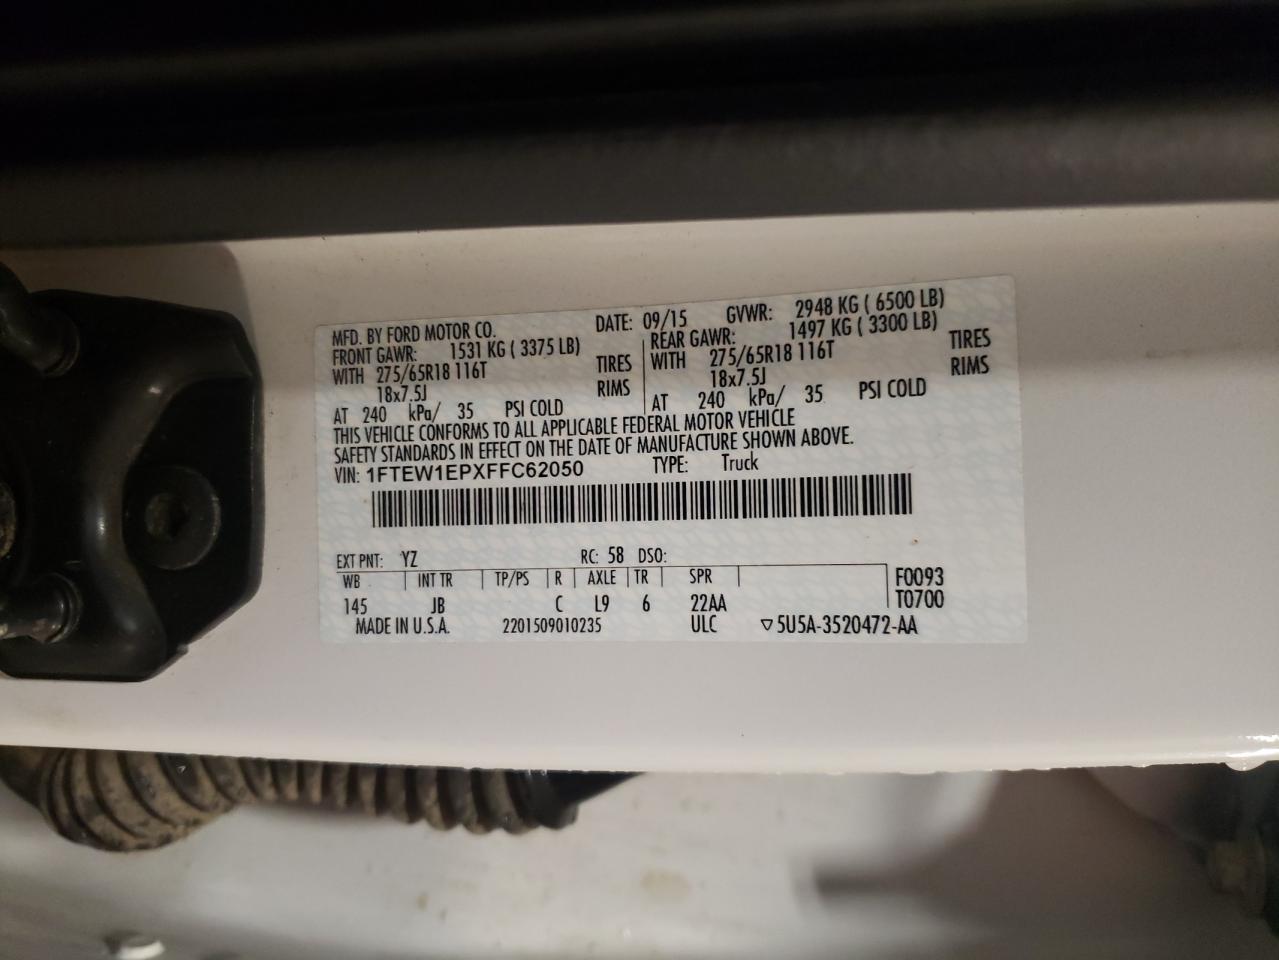 MFD. BY FORD MOTOR CO. DATE: 09/15 GVWR: 2948 KG ( 6500 LB)
FRONT GAWR: 1531 KG ( 3375 LB) REAR GAWR: 1497 KG ( 3300 LB)
WITH 275/65R18 116T TIRES WITH 275/65R18 116T TIRES
18x7.5J RIMS 18x7.5J RIMS
AT 240 kPa/ 35 PSI COLD AT 240 kPa/ 35 PSI COLD
THIS VEHICLE CONFORMS TO ALL APPLICABLE FEDERAL MOTOR VEHICLE
SAFETY STANDARDS IN EFFECT ON THE DATE OF MANUFACTURE SHOWN ABOVE.
VIN: 1FTEW1EPXFFC62050 TYPE: Truck
EXT PNT: YZ RC: 58 DSO:
WB INT TR TP/PS R AXLE TR SPR F0093
145 JB C L9 6 22AA T0700
MADE IN U.S.A. 2201509010235 ULC ▽5U5A-3520472-AA